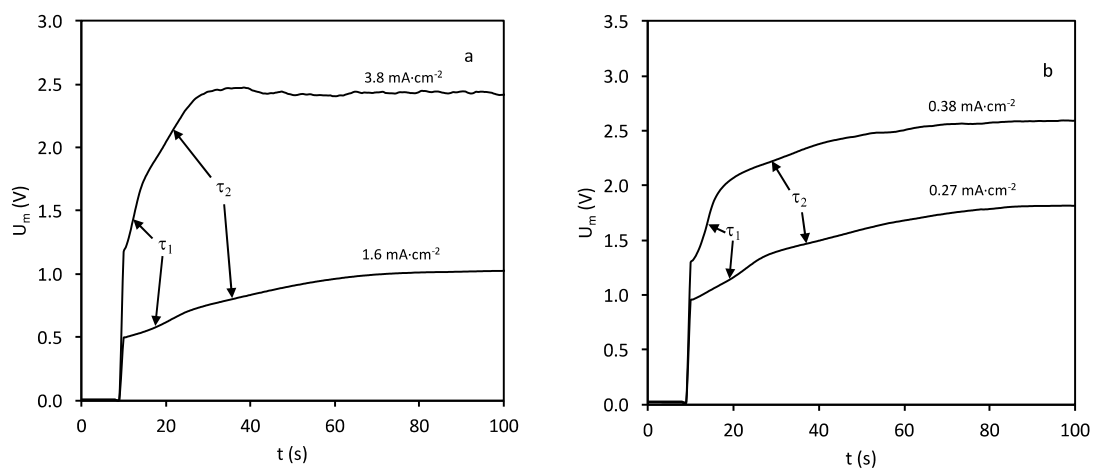 3.0
2.5
2.0
1.5
1.0
0.5
0.0
U_m (V)
a
3.8 mA·cm⁻²
τ₂
τ₁
1.6 mA·cm⁻²
0 20 40 60 80 100
t (s)
3.5
3.0
2.5
2.0
1.5
1.0
0.5
0.0
U_m (V)
b
0.38 mA·cm⁻²
τ₂
0.27 mA·cm⁻²
τ₁
0 20 40 60 80 100
t (s)